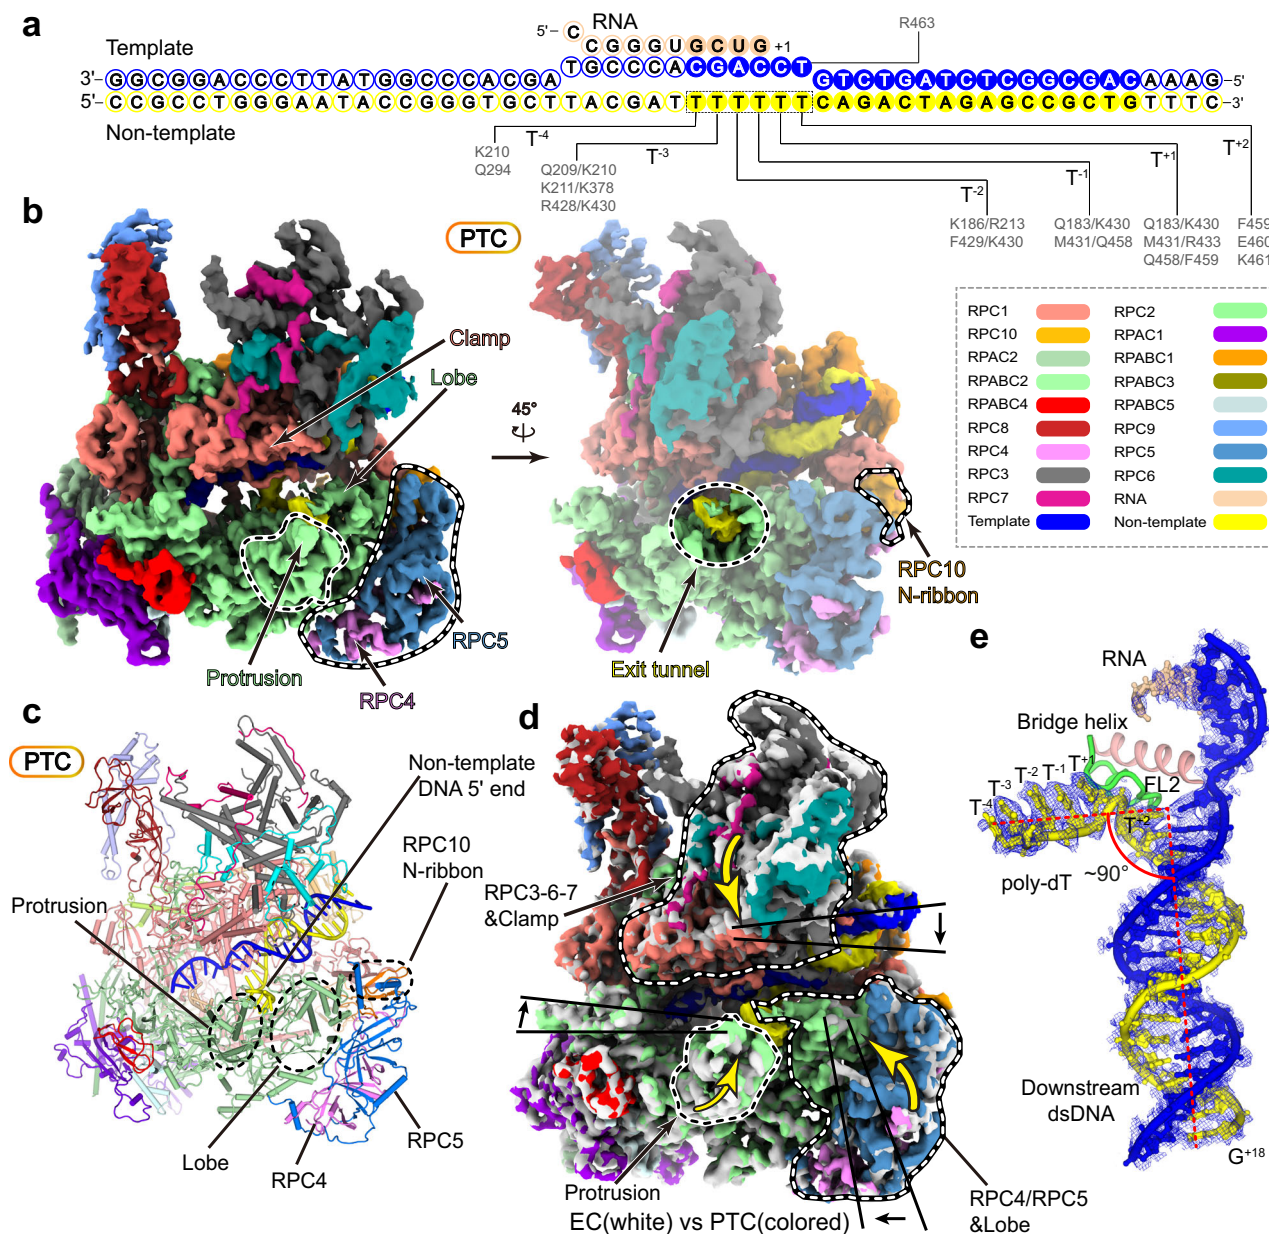 a
RNA
5'- C
CGGGUGCUG +1
R463
Template
3'-GGCGGACCCTTATGGCCCACGATGCCCACGACCTGTCTGATCTCGGCGACAAAG-5'
5'-CCGCCTGGGAATACCGGGTGCTTACGATTTTTTTCAGACTAGAGCCGCTGTTTC-3'
Non-template
T-4
K210
Q294
T-3
Q209/K210
K211/K378
R428/K430
T-2
K186/R213
F429/K430
T-1
Q183/K430
M431/Q458
T+1
Q183/K430
M431/R433
Q458/F459
T+2
F459
E460
K461
b
PTC
Clamp
Lobe
45°
Protrusion
RPC4
RPC5
Exit tunnel
RPC10
N-ribbon
RPC1
RPC2
RPC10
RPAC1
RPAC2
RPABC1
RPABC2
RPABC3
RPABC4
RPABC5
RPC8
RPC9
RPC4
RPC5
RPC3
RPC6
RPC7
RNA
Template
Non-template
c
PTC
Non-template
DNA 5' end
RPC10
N-ribbon
Protrusion
Lobe
RPC4
RPC5
d
RPC3-6-7
&Clamp
Protrusion
EC(white) vs PTC(colored)
RPC4/RPC5
&Lobe
e
RNA
Bridge helix
FL2
T-4
T-3
T-2
T-1
T+1
T+2
poly-dT
~90°
Downstream
dsDNA
G+18